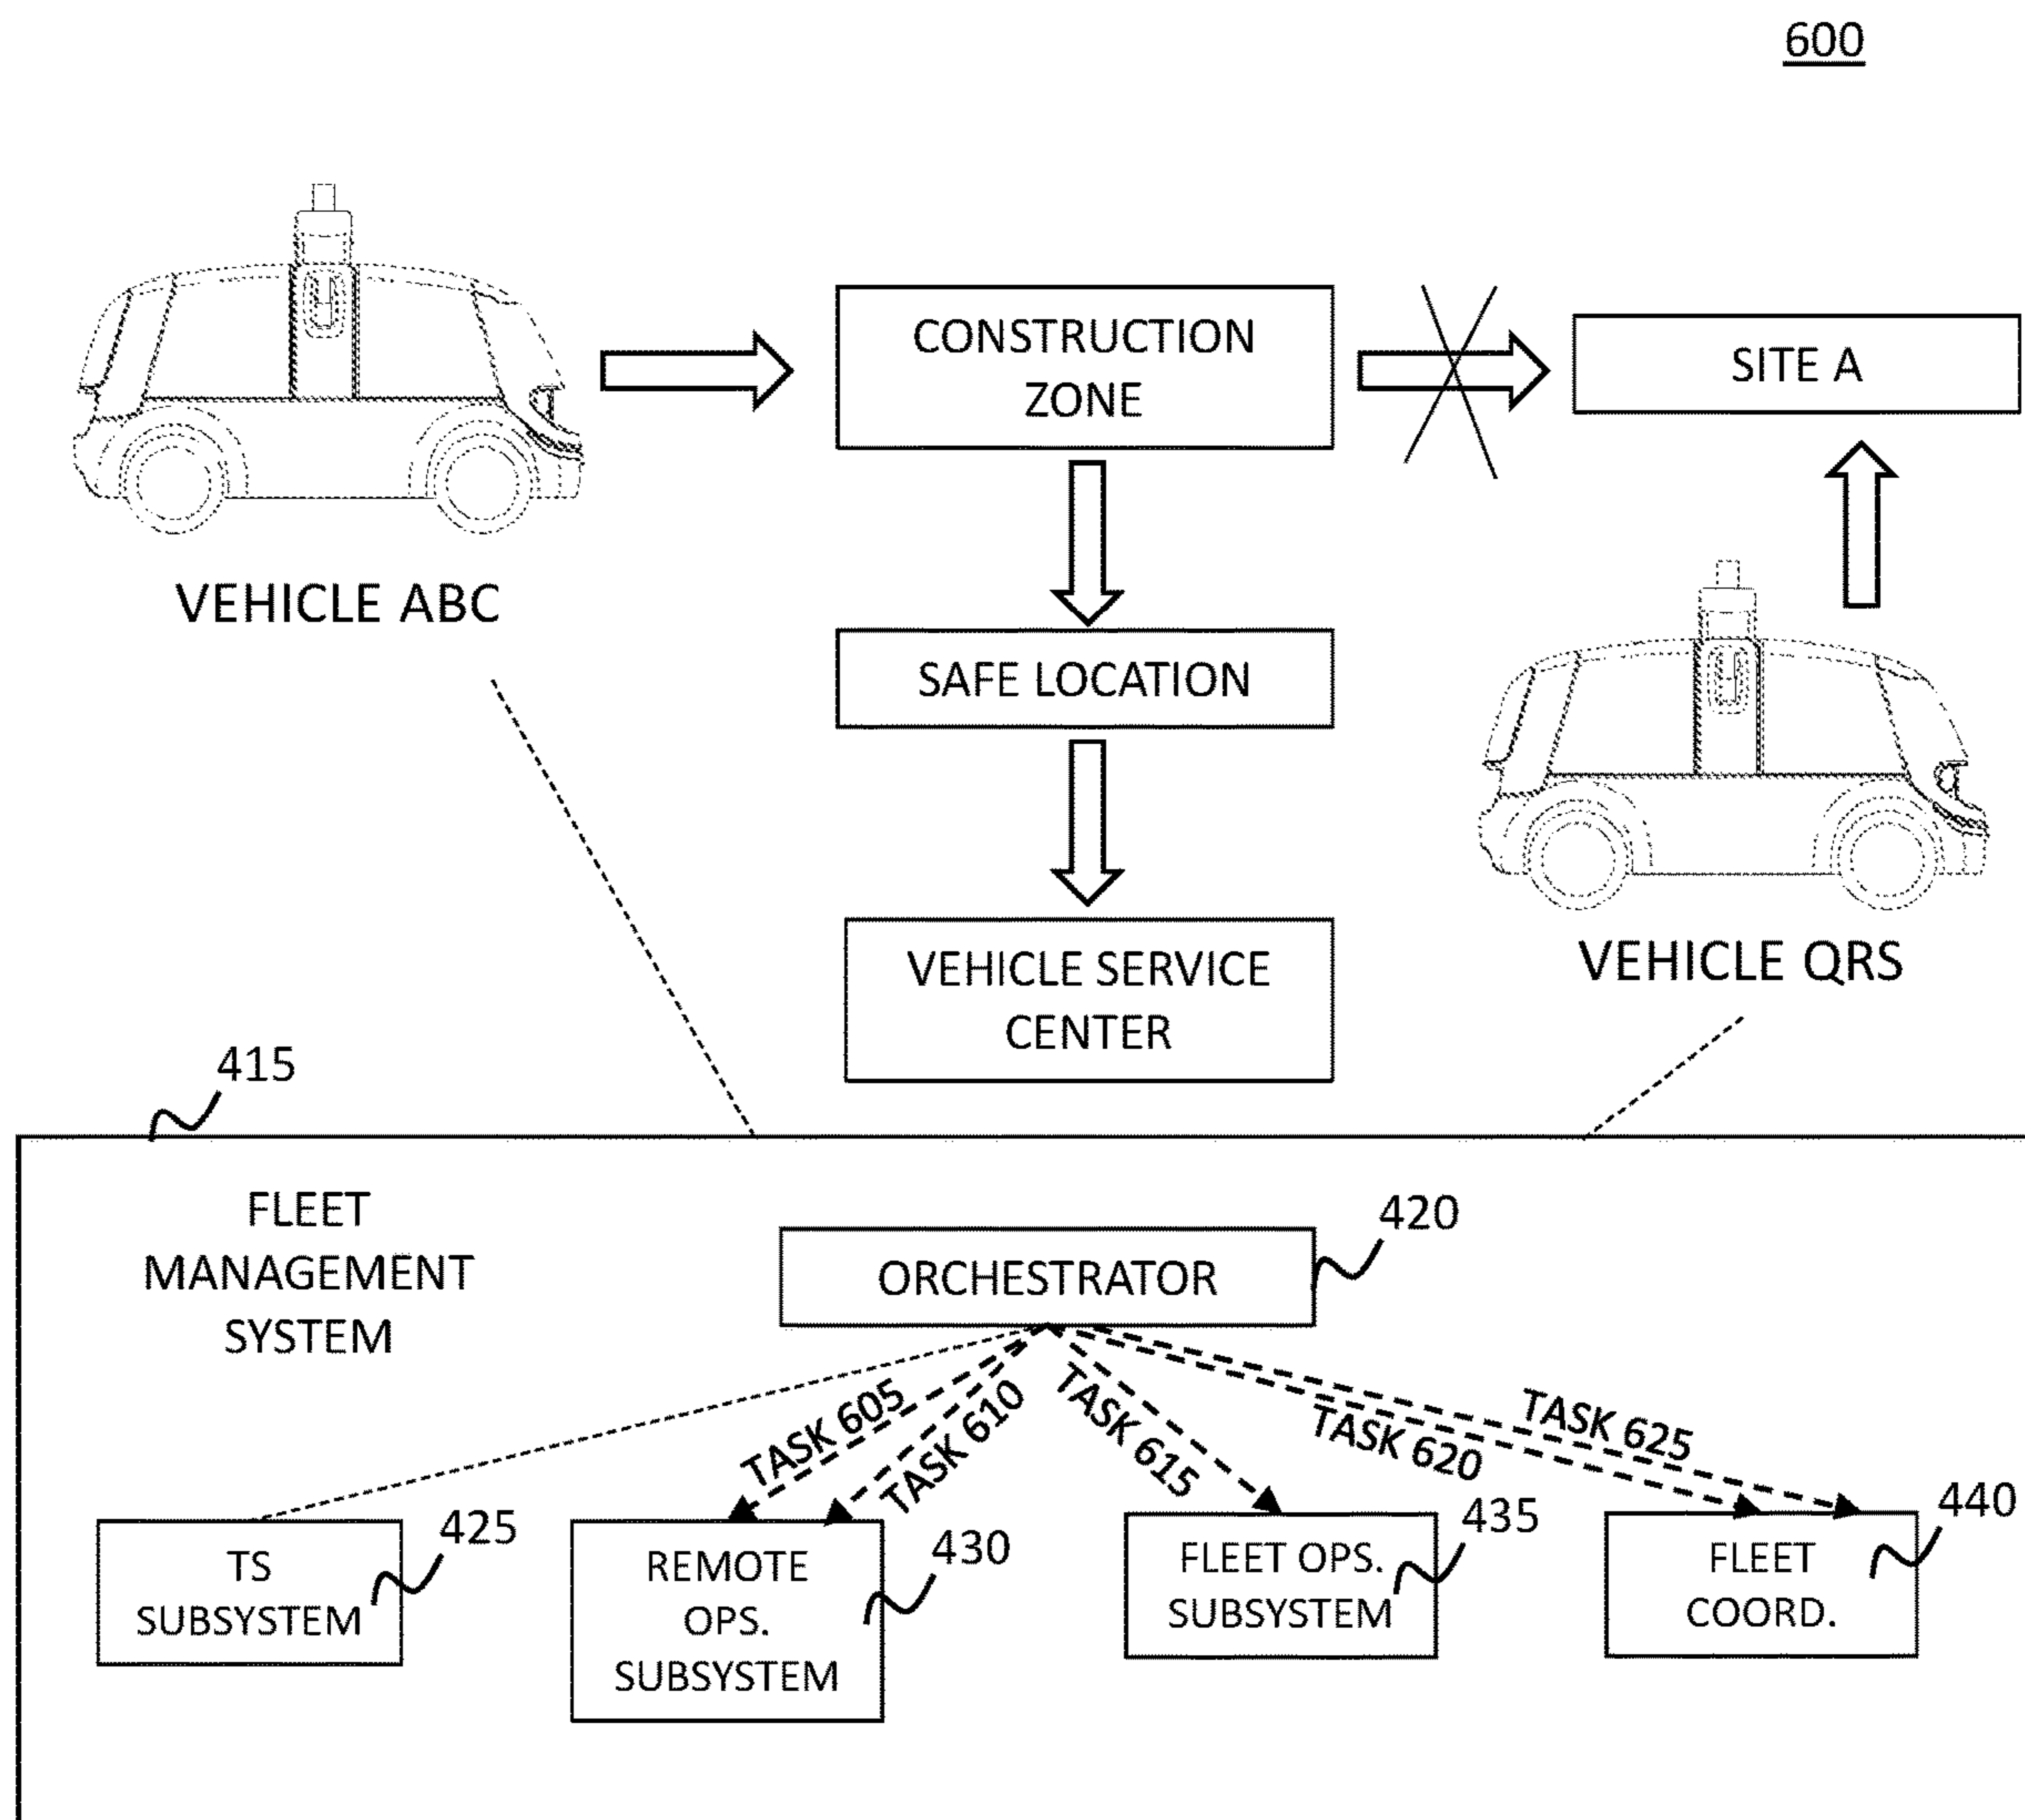 600
CONSTRUCTION
ZONE
SITE A
VEHICLE ABC
SAFE LOCATION
VEHICLE SERVICE
CENTER
VEHICLE QRS
415
FLEET
MANAGEMENT
SYSTEM
420
ORCHESTRATOR
TASK 605
TASK 610
TASK 615
TASK 620
TASK 625
425
TS
SUBSYSTEM
430
REMOTE
OPS.
SUBSYSTEM
435
FLEET OPS.
SUBSYSTEM
440
FLEET
COORD.